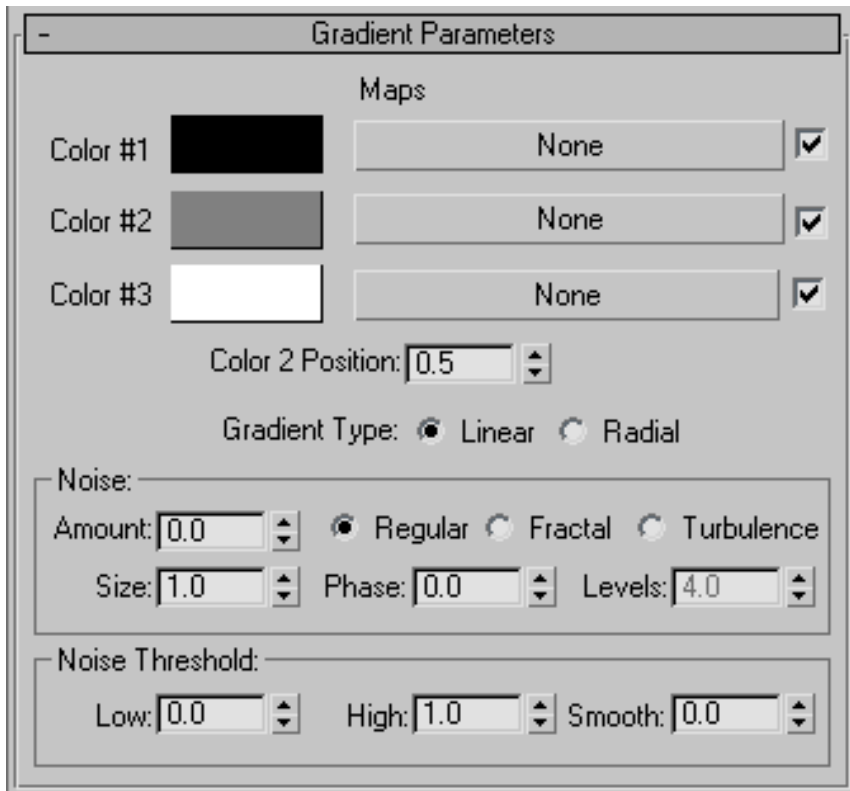 - Gradient Parameters
Maps
Color #1 None
Color #2 None
Color #3 None
Color 2 Position: 0.5
Gradient Type: Linear Radial
Noise:
Amount: 0.0 Regular Fractal Turbulence
Size: 1.0 Phase: 0.0 Levels: 4.0
Noise Threshold:
Low: 0.0 High: 1.0 Smooth: 0.0